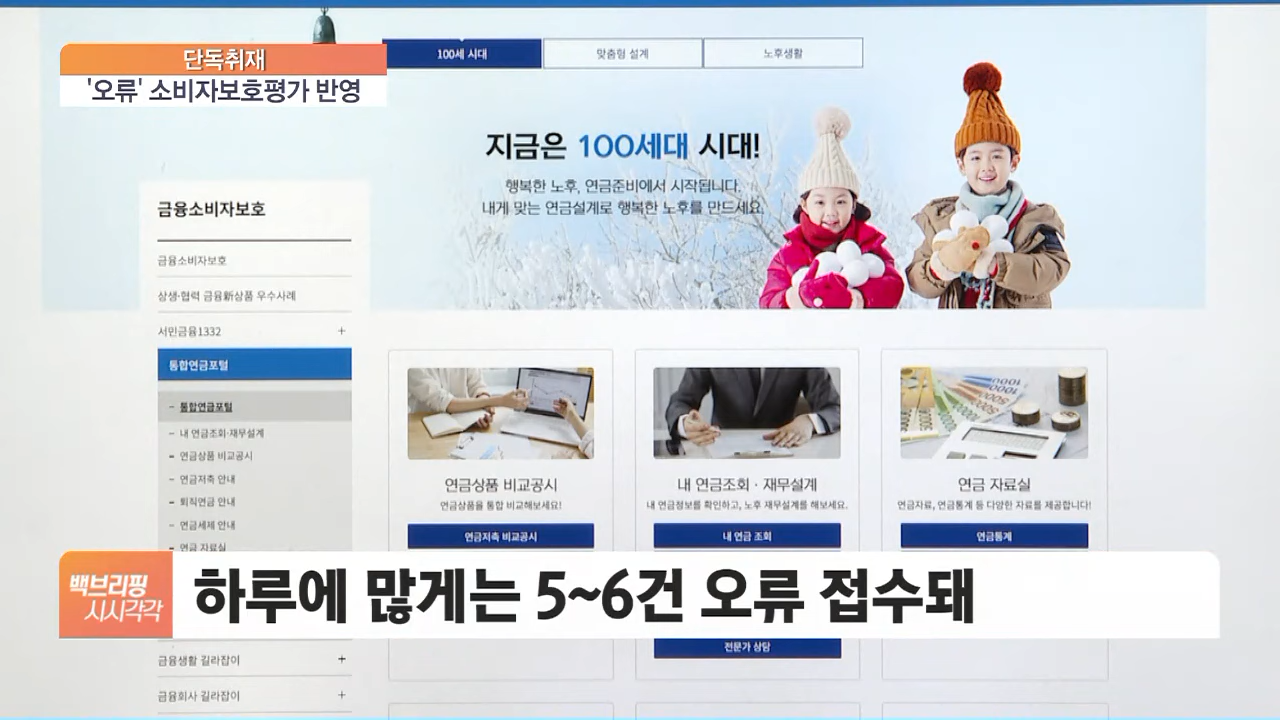 단독취재
'오류' 소비자보호평가 반영
100세 시대
맞춤형 설계
노후생활
지금은 100세대 시대!
행복한 노후, 연금준비에서 시작됩니다.
내게 맞는 연금설계로 행복한 노후를 만드세요.
금융소비자보호
금융소비자보호
상생·협력 금융新상품 우수사례
서민금융1332 +
통합연금포털
- 통합연금포털
- 내 연금조회·재무설계
- 연금상품 비교공시
- 연금저축 안내
- 퇴직연금 안내
- 연금세제 안내
- 연금 자료실
연금상품 비교공시
연금상품을 통합 비교해보세요!
연금저축 비교공시
내 연금조회 · 재무설계
내 연금정보를 확인하고, 노후 재무설계를 해보세요.
내 연금 조회
연금 자료실
연금자료, 연금통계 등 다양한 자료를 제공합니다!
연금통계
백브리핑
시시각각
하루에 많게는 5~6건 오류 접수돼
전문가 상담
금융생활 길라잡이 +
금융회사 길라잡이 +